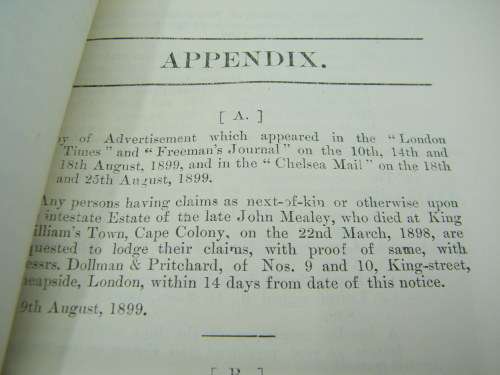 APPENDIX.
[ A. ]
y of Advertisement which appeared in the "London
Times" and "Freeman's Journal" on the 10th, 14th and
18th August, 1899, and in the "Chelsea Mail" on the 18th
and 25th August, 1899.
Any persons having claims as next-of-kin or otherwise upon
intestate Estate of the late John Mealey, who died at King
illiam's Town, Cape Colony, on the 22nd March, 1898, are
quested to lodge their claims, with proof of same, with
essrs. Dollman & Pritchard, of Nos. 9 and 10, King-street,
heapside, London, within 14 days from date of this notice.
9th August, 1899.